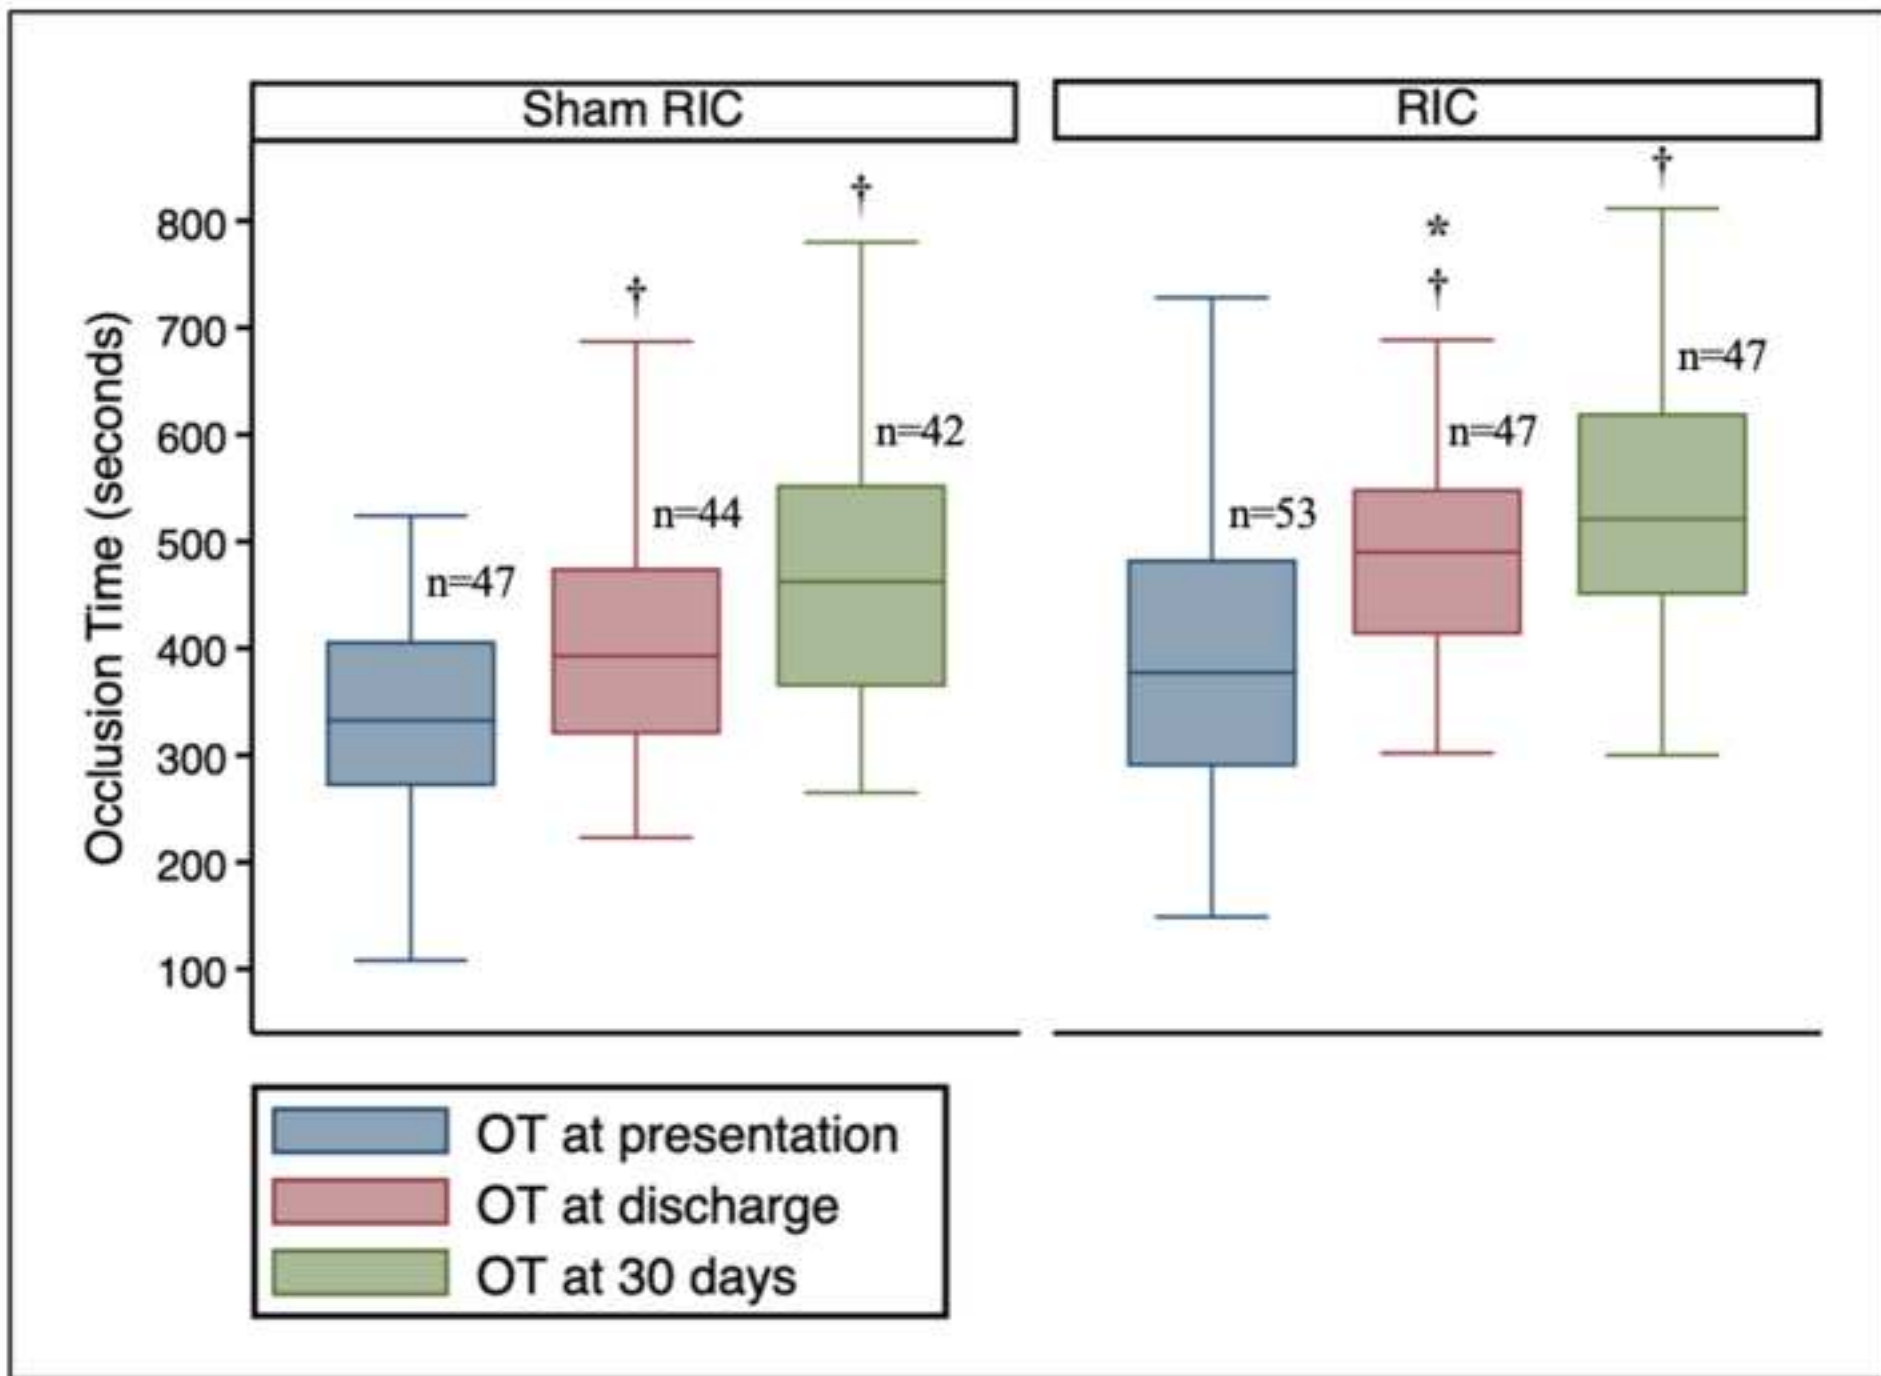 Sham RIC
RIC
†
†
*
†
†
800
700
600
500
400
300
200
100
Occlusion Time (seconds)
n=47
n=44
n=42
n=53
n=47
n=47
OT at presentation
OT at discharge
OT at 30 days